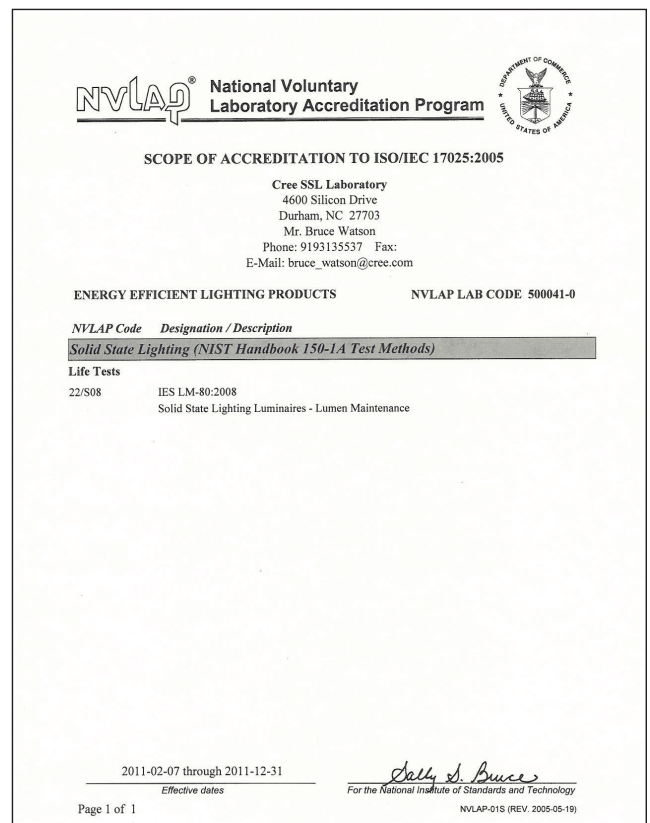 NVLAP® National Voluntary
Laboratory Accreditation Program
DEPARTMENT OF COMMERCE
UNITED STATES OF AMERICA
SCOPE OF ACCREDITATION TO ISO/IEC 17025:2005
Cree SSL Laboratory
4600 Silicon Drive
Durham, NC 27703
Mr. Bruce Watson
Phone: 9193135537 Fax:
E-Mail: bruce_watson@cree.com
ENERGY EFFICIENT LIGHTING PRODUCTS NVLAP LAB CODE 500041-0
NVLAP Code Designation / Description
Solid State Lighting (NIST Handbook 150-1A Test Methods)
Life Tests
22/S08 IES LM-80:2008
Solid State Lighting Luminaires - Lumen Maintenance
2011-02-07 through 2011-12-31 Sally S. Bruce
Effective dates For the National Institute of Standards and Technology
Page 1 of 1 NVLAP-01S (REV. 2005-05-19)